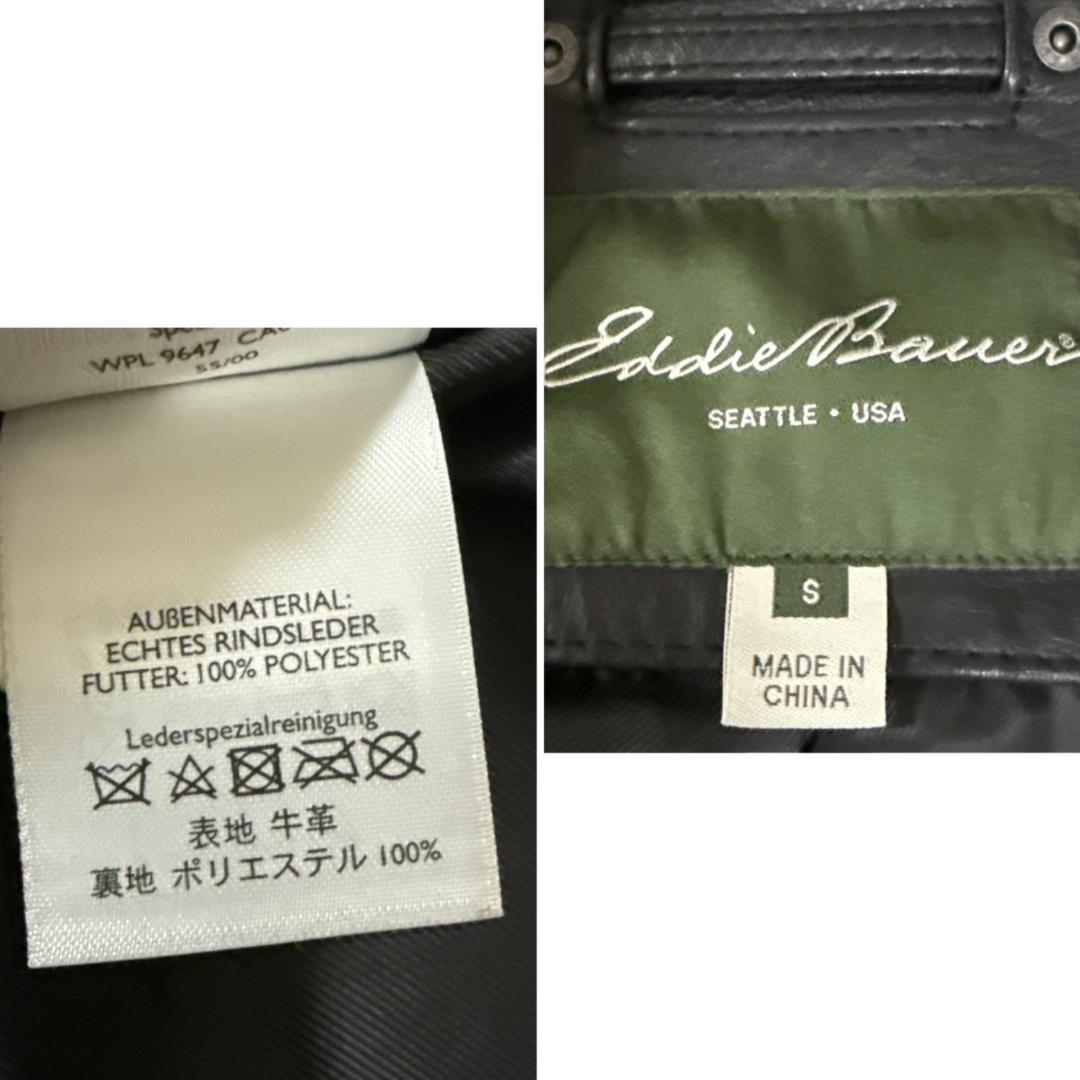 WPL 9647
55/00
AUßENMATERIAL:
ECHTES RINDSLEDER
FUTTER: 100% POLYESTER
Lederspezialreinigung
表地 牛革
裏地 ポリエステル 100%
Eddie Bauer®
SEATTLE • USA
S
MADE IN
CHINA